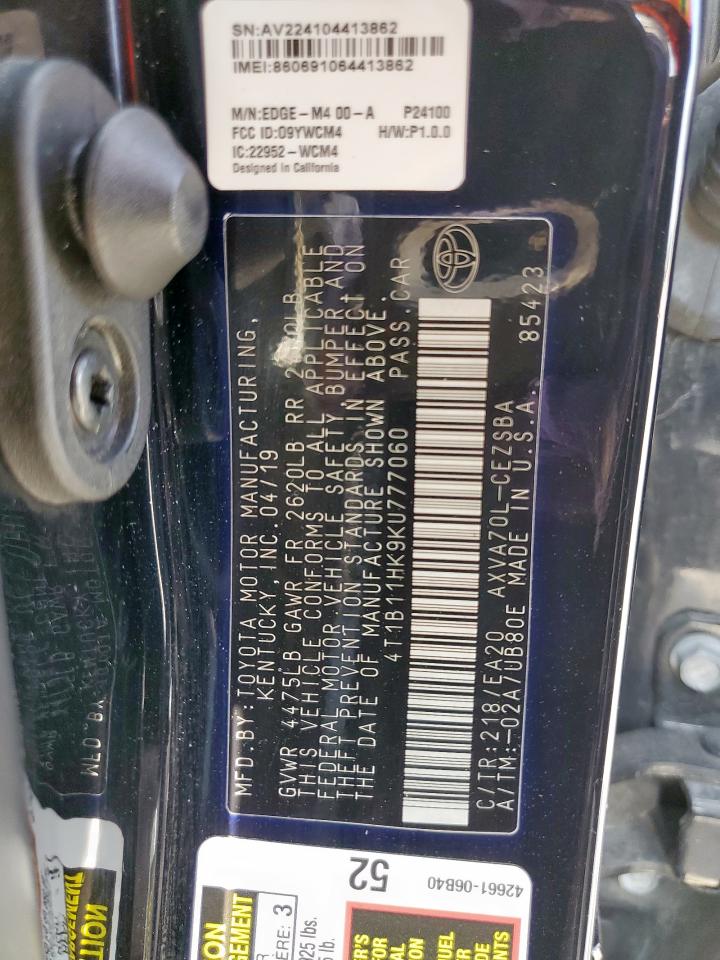 SN:AV224104413862
IMEI:860691064413862
M/N:EDGE-M4 00-A P24100
FCC ID:O9YWCM4 H/W:P1.0.0
IC:22952-WCM4
Designed in California
MFD.BY:TOYOTA MOTOR MANUFACTURING,
KENTUCKY,INC.04/19
GVWR 4475LB GAWR FR 2620LB RR
THIS VEHICLE CONFORMS TO ALL APPLICABLE
FEDERAL MOTOR VEHICLE SAFETY BUMPER AND
THEFT PREVENTION STANDARDS IN EFFECT ON
THE DATE OF MANUFACTURE SHOWN ABOVE.
4T1B11HK9KU777060 PASS.CAR
C/TR:218/EA20 AXVA70L-CEZSBA
A/TM:-02A/UB80E MADE IN U.S.A. 85423
52
42661-06B40
3